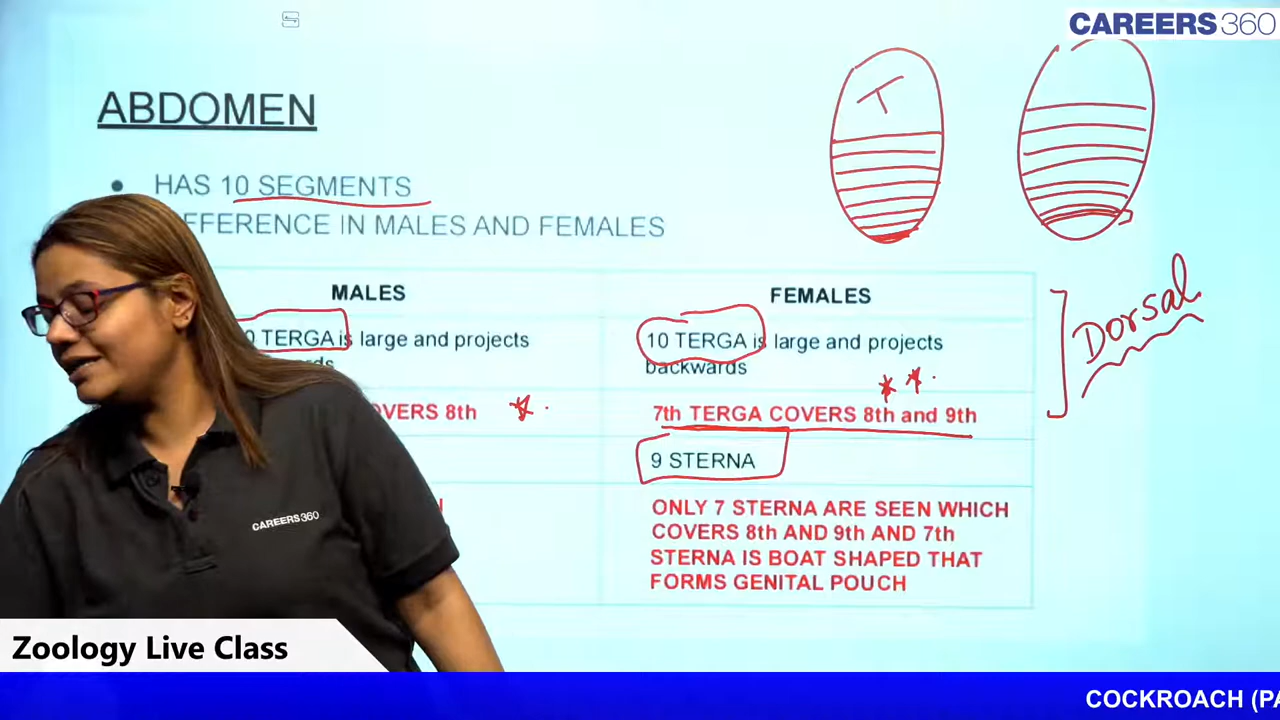 CAREERS360
ABDOMEN
HAS 10 SEGMENTS
IFFERENCE IN MALES AND FEMALES
MALES
FEMALES
0 TERGA is large and projects
10 TERGA is large and projects
backwards
T
Dorsal
OVERS 8th
7th TERGA COVERS 8th and 9th
9 STERNA
ONLY 7 STERNA ARE SEEN WHICH
COVERS 8th AND 9th AND 7th
STERNA IS BOAT SHAPED THAT
FORMS GENITAL POUCH
CAREERS360
Zoology Live Class
COCKROACH (PA